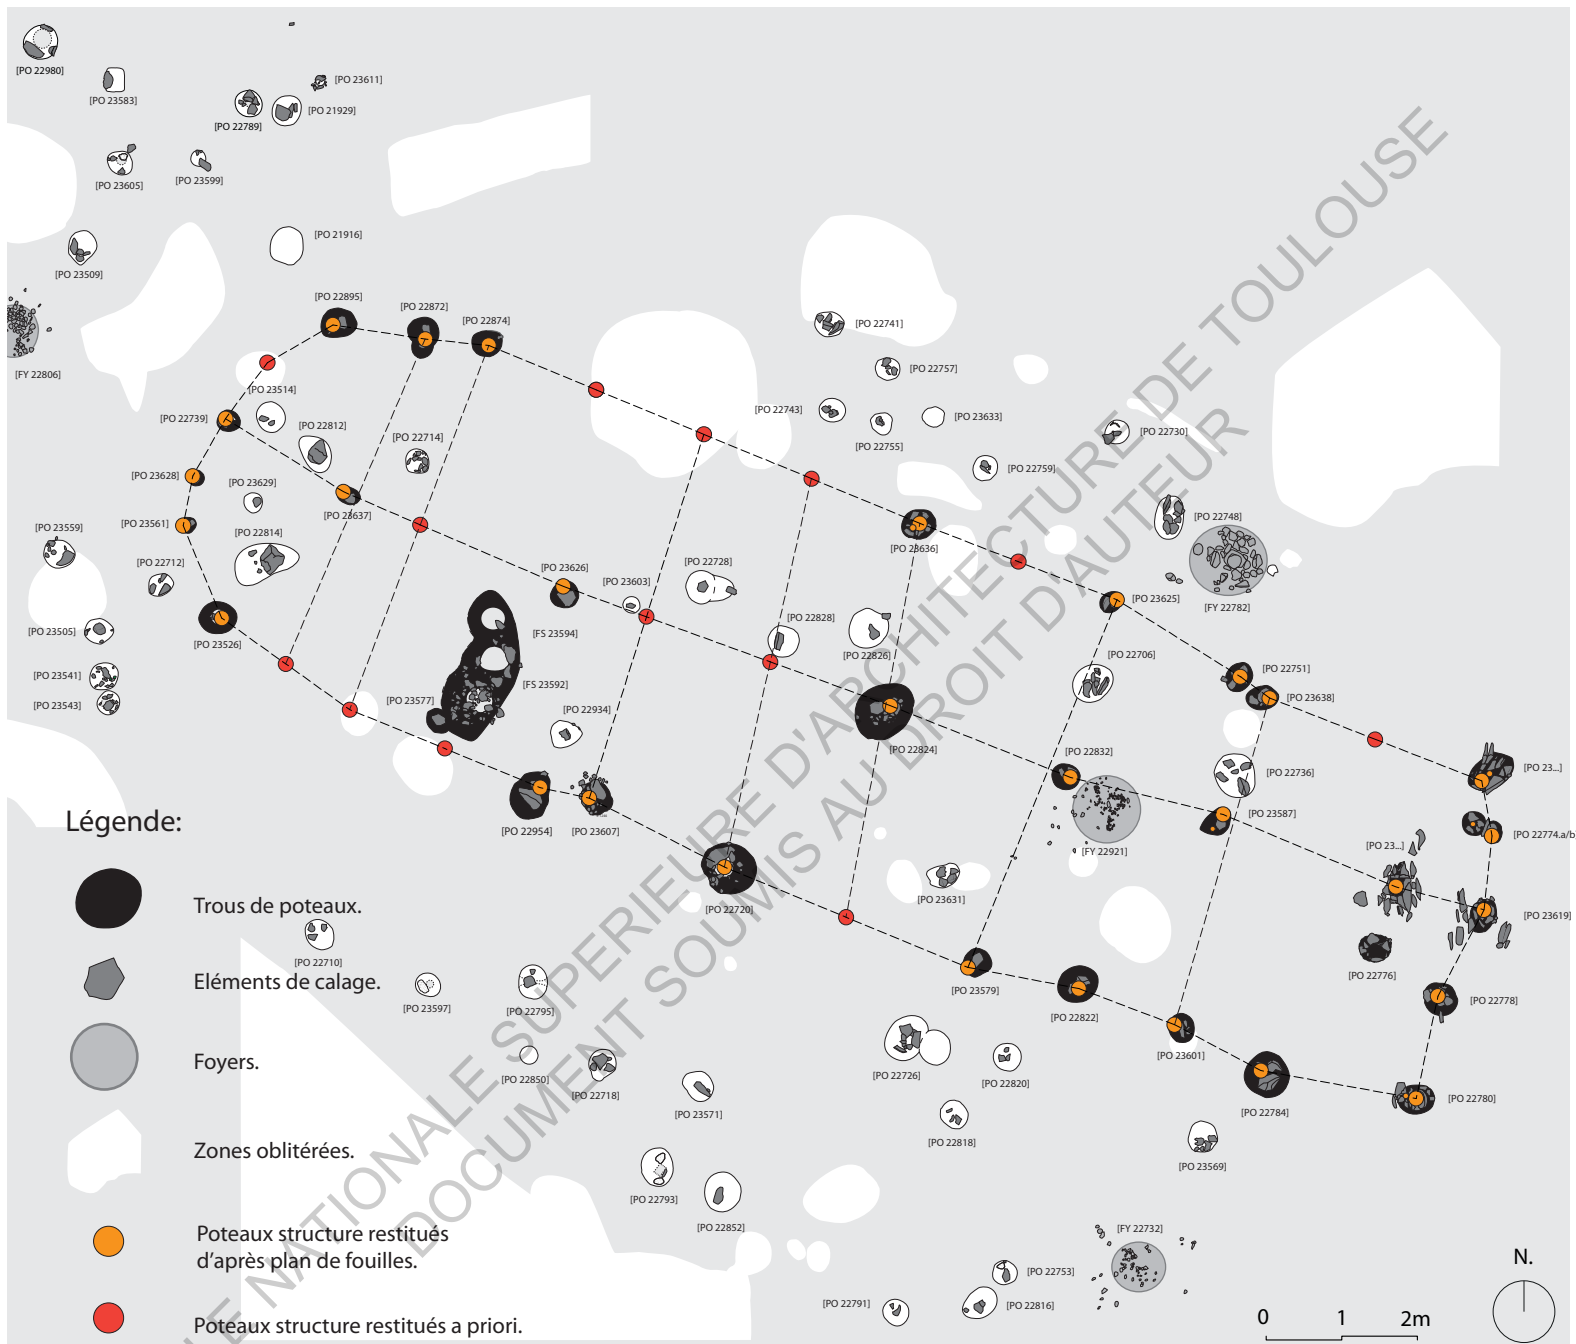 [PO 22980]
[PO 23583]
[PO 23611]
[PO 22789]
[PO 21929]
[PO 23605]
[PO 23599]
[PO 21916]
[PO 23509]
[FY 22806]
[PO 22895]
[PO 22872]
[PO 22874]
[PO 23514]
[PO 22739]
[PO 22812]
[PO 22714]
[PO 23628]
[PO 23629]
[PO 23637]
[PO 23561]
[PO 23559]
[PO 22814]
[PO 22712]
[PO 23505]
[PO 23526]
[PO 23541]
[PO 23543]
[PO 22741]
[PO 22757]
[PO 22743]
[PO 23633]
[PO 22755]
[PO 22759]
[PO 22730]
[PO 22748]
[PO 23636]
[FY 22782]
[PO 23626]
[PO 23603]
[PO 22728]
[PO 23625]
[PO 22828]
[PO 22826]
[FS 23594]
[PO 22706]
[PO 22751]
[FS 23592]
[PO 23577]
[PO 23638]
[PO 22934]
[PO 22824]
[PO 22832]
[PO 22736]
[PO 23...]
[PO 23587]
[PO 22954]
[PO 23607]
[PO 22774.a/b]
[FY 22921]
[PO 23...]
[PO 23631]
[PO 22720]
[PO 23619]
[PO 22776]
[PO 22778]
[PO 23579]
[PO 22822]
[PO 23601]
[PO 22710]
[PO 23597]
[PO 22795]
[PO 22850]
[PO 22718]
[PO 23571]
[PO 22726]
[PO 22820]
[PO 22784]
[PO 22780]
[PO 22818]
[PO 23569]
[PO 22793]
[PO 22852]
[FY 22732]
[PO 22753]
[PO 22791]
[PO 22816]
Légende:
Trous de poteaux.
Eléments de calage.
Foyers.
Zones oblitérées.
Poteaux structure restitués
d'après plan de fouilles.
Poteaux structure restitués a priori.
0 1 2m
N.
NATIONALE SUPERIEURE D'ARCHITECTURE DE TOULOUSE
DOCUMENT SOUMIS AU DROIT D'AUTEUR